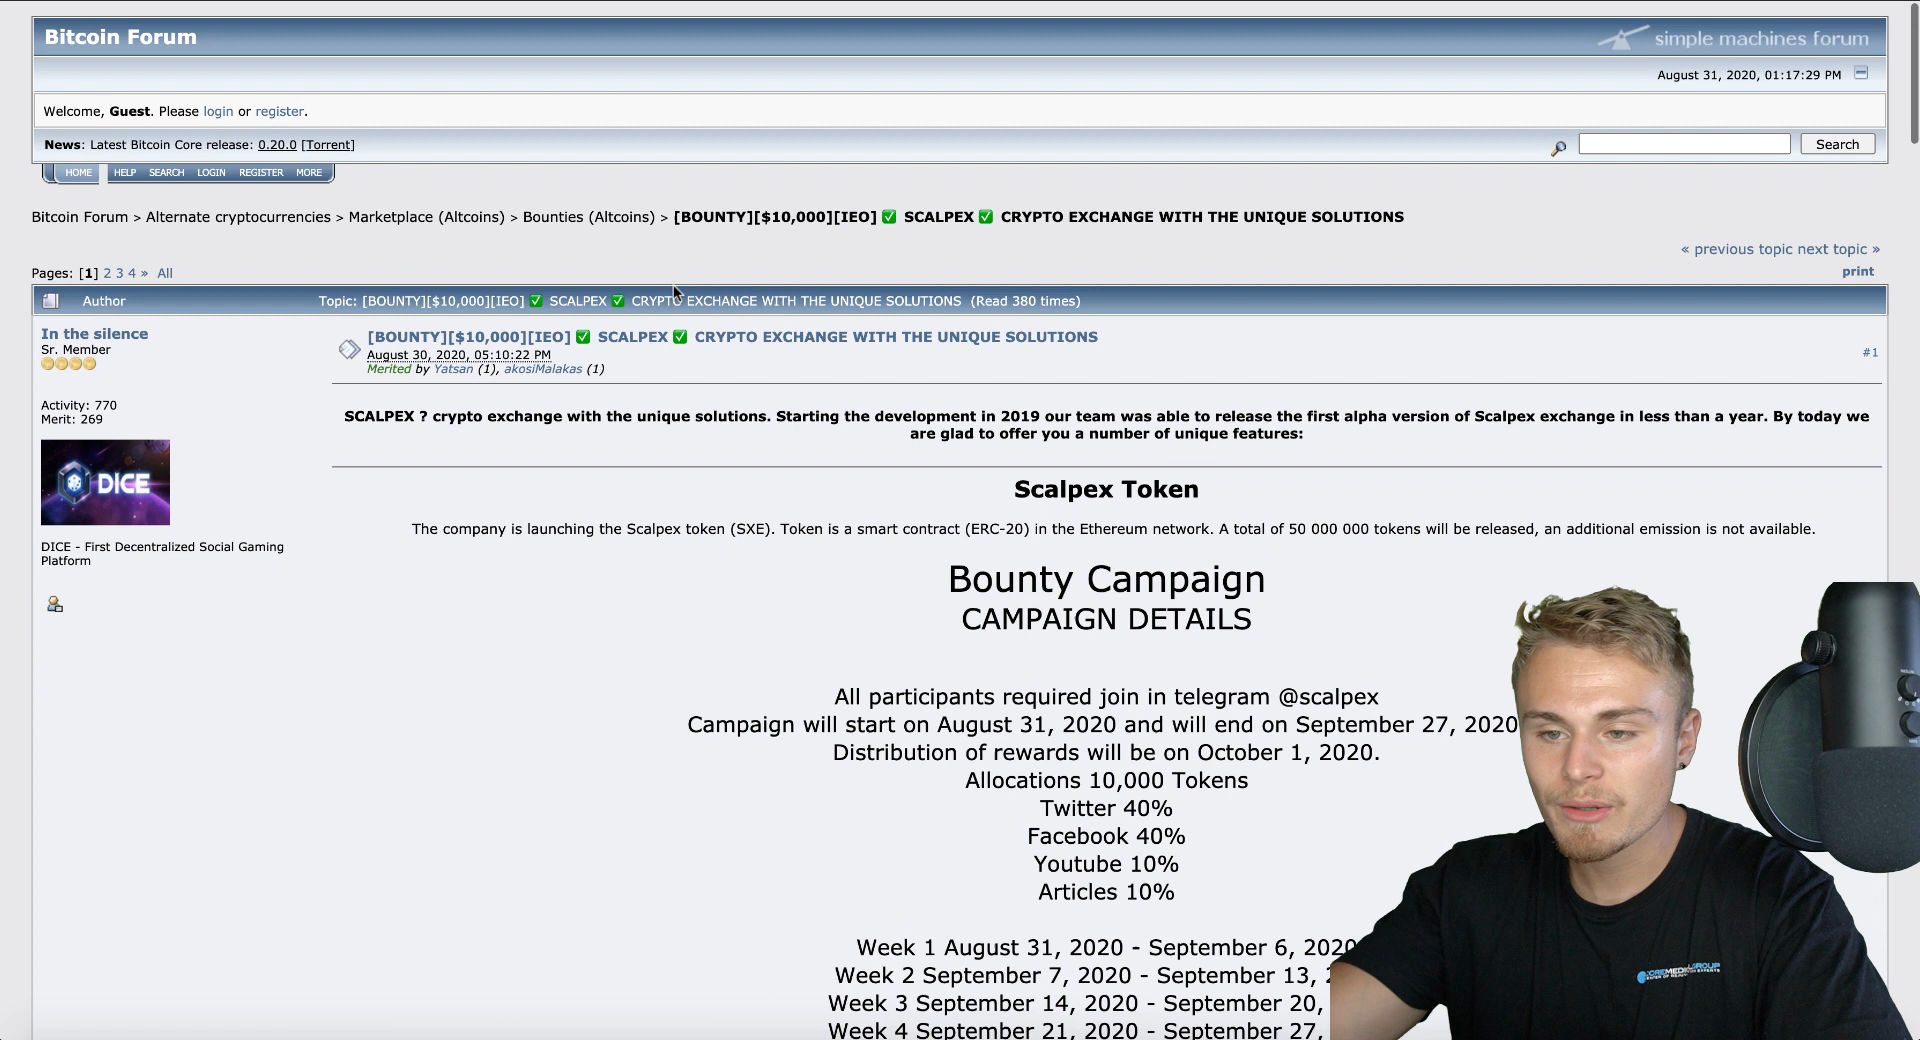 Bitcoin Forum
simple machines forum
August 31, 2020, 01:17:29 PM
Welcome, Guest. Please login or register.
News: Latest Bitcoin Core release: 0.20.0 [Torrent]
Search
HOME HELP SEARCH LOGIN REGISTER MORE
Bitcoin Forum > Alternate cryptocurrencies > Marketplace (Altcoins) > Bounties (Altcoins) > [BOUNTY][$10,000][IEO] ✅ SCALPEX ✅ CRYPTO EXCHANGE WITH THE UNIQUE SOLUTIONS
« previous topic next topic »
Pages: [1] 2 3 4 » All
print
Author
Topic: [BOUNTY][$10,000][IEO] ✅ SCALPEX ✅ CRYPTO EXCHANGE WITH THE UNIQUE SOLUTIONS (Read 380 times)
In the silence
Sr. Member
Activity: 770
Merit: 269
DICE
DICE - First Decentralized Social Gaming
Platform
[BOUNTY][$10,000][IEO] ✅ SCALPEX ✅ CRYPTO EXCHANGE WITH THE UNIQUE SOLUTIONS
August 30, 2020, 05:10:22 PM
Merited by Yatsan (1), akosiMalakas (1)
#1
SCALPEX ? crypto exchange with the unique solutions. Starting the development in 2019 our team was able to release the first alpha version of Scalpex exchange in less than a year. By today we
are glad to offer you a number of unique features:
Scalpex Token
The company is launching the Scalpex token (SXE). Token is a smart contract (ERC-20) in the Ethereum network. A total of 50 000 000 tokens will be released, an additional emission is not available.
Bounty Campaign
CAMPAIGN DETAILS
All participants required join in telegram @scalpex
Campaign will start on August 31, 2020 and will end on September 27, 2020
Distribution of rewards will be on October 1, 2020.
Allocations 10,000 Tokens
Twitter 40%
Facebook 40%
Youtube 10%
Articles 10%
Week 1 August 31, 2020 - September 6, 2020
Week 2 September 7, 2020 - September 13,
Week 3 September 14, 2020 - September 20,
Week 4 September 21, 2020 - September 27,